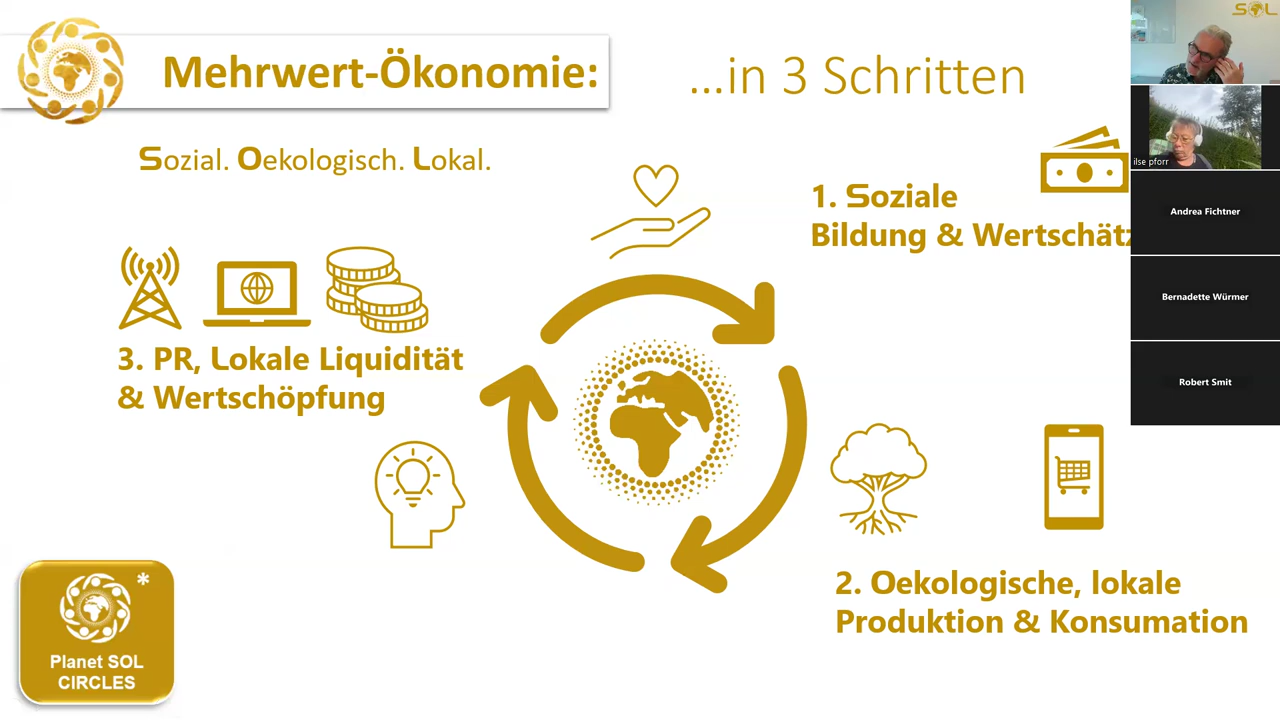 Mehrwert-Ökonomie:
...in 3 Schritten
Sozial. Oekologisch. Lokal.
1. Soziale
Bildung & Wertschätz
3. PR, Lokale Liquidität
& Wertschöpfung
2. Oekologische, lokale
Produktion & Konsumation
*
Planet SOL
CIRCLES
SOL
ilse pforr
Andrea Fichtner
Bernadette Würmer
Robert Smit